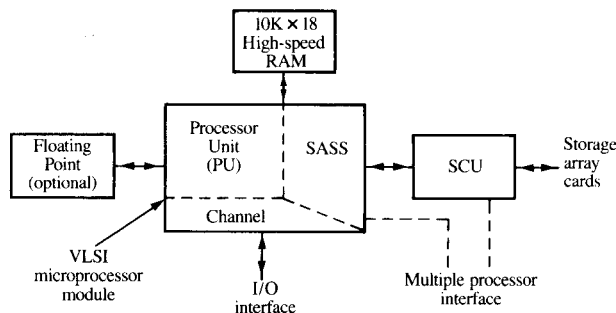 10K × 18
High-speed
RAM
Processor
Unit
(PU)
SASS
Floating
Point
(optional)
SCU
Storage
array
cards
Channel
VLSI
microprocessor
module
I/O
interface
Multiple processor
interface